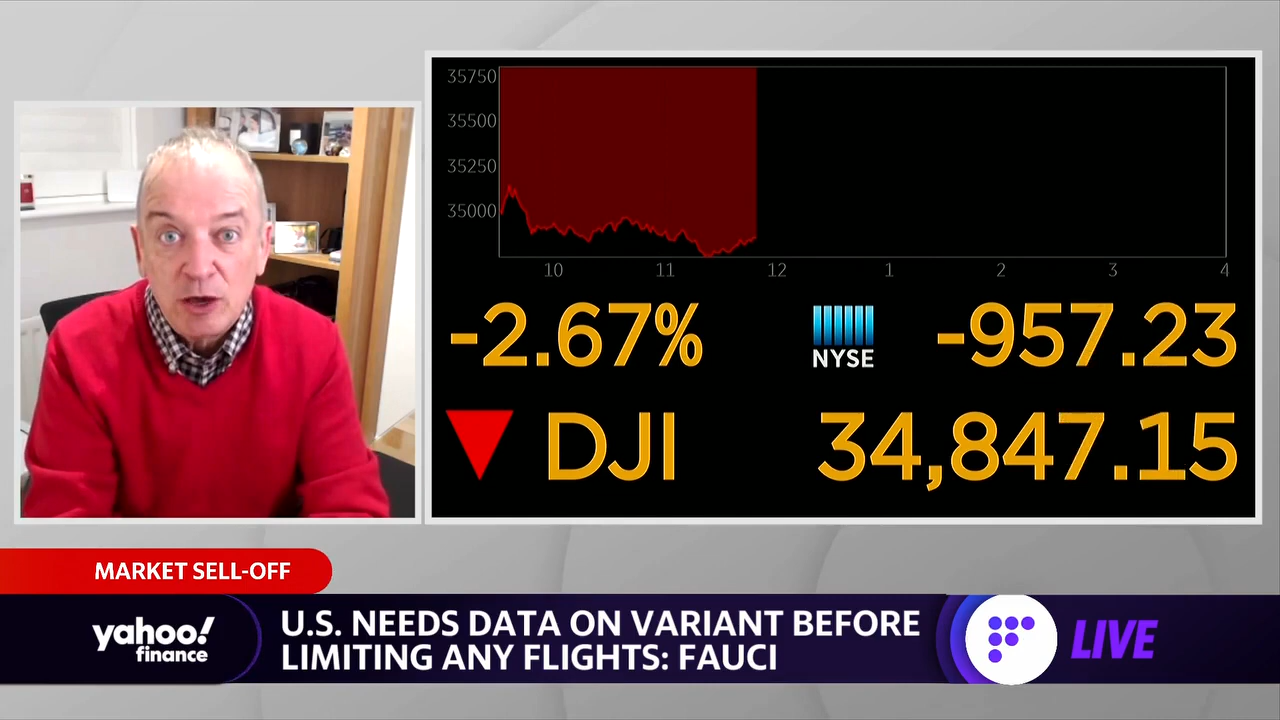 35750
35500
35250
35000
10 11 12 1 2 3 4
-2.67% NYSE -957.23
DJI 34,847.15
MARKET SELL-OFF
yahoo!
finance
U.S. NEEDS DATA ON VARIANT BEFORE
LIMITING ANY FLIGHTS: FAUCI
LIVE